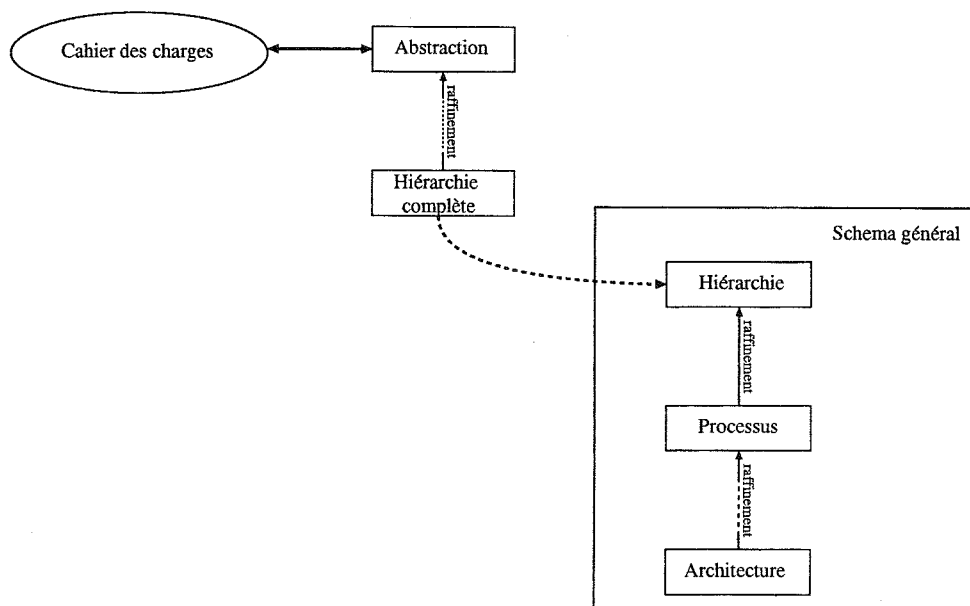 Cahier des charges
Abstraction
raffinement
Hiérarchie
complète
Schema général
Hiérarchie
raffinement
Processus
raffinement
Architecture